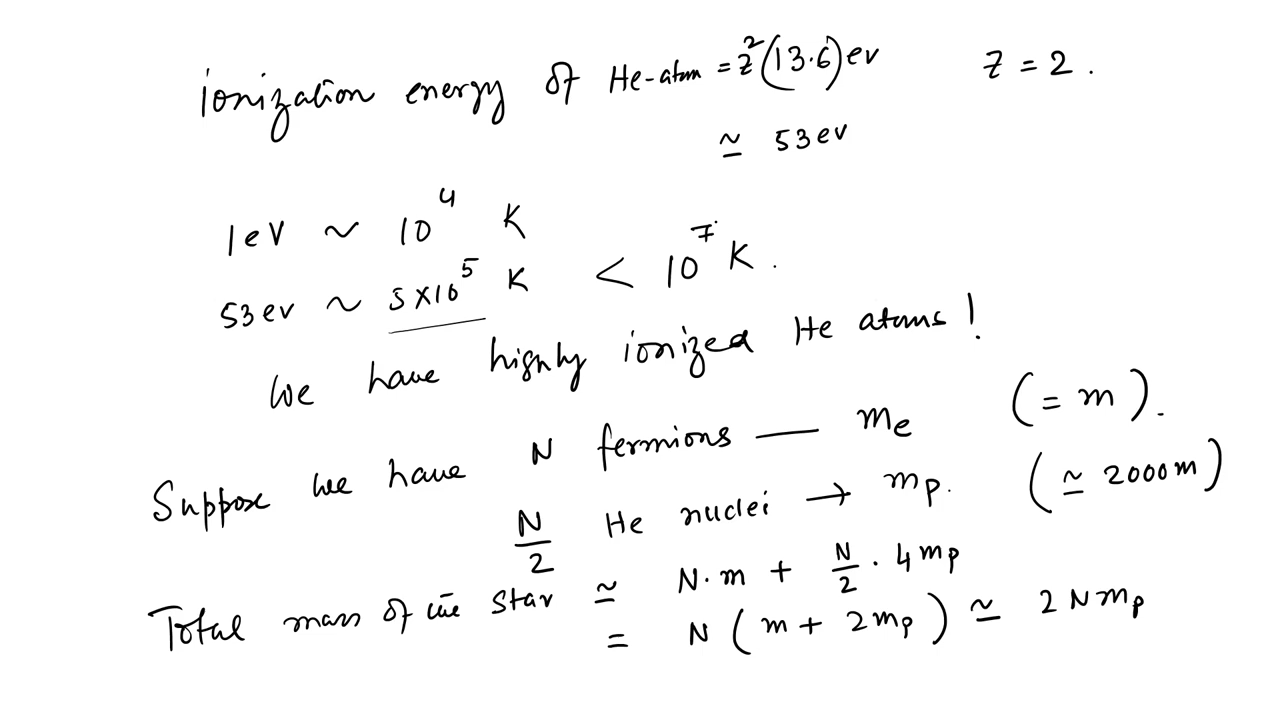 ionization energy of He-atom = z²(13.6) ev Z = 2 .
≃ 53 ev
1 eV ~ 10⁴ K
53 ev ~ 5×10⁵ K < 10⁷ K .
We have highly ionized He atoms !
Suppose we have N fermions — mₑ (= m) .
N/2 He nuclei → mₚ. (≃ 2000m)
Total mass of the star ≃ N·m + N/2 · 4mₚ
= N (m + 2mₚ) ≃ 2Nmₚ